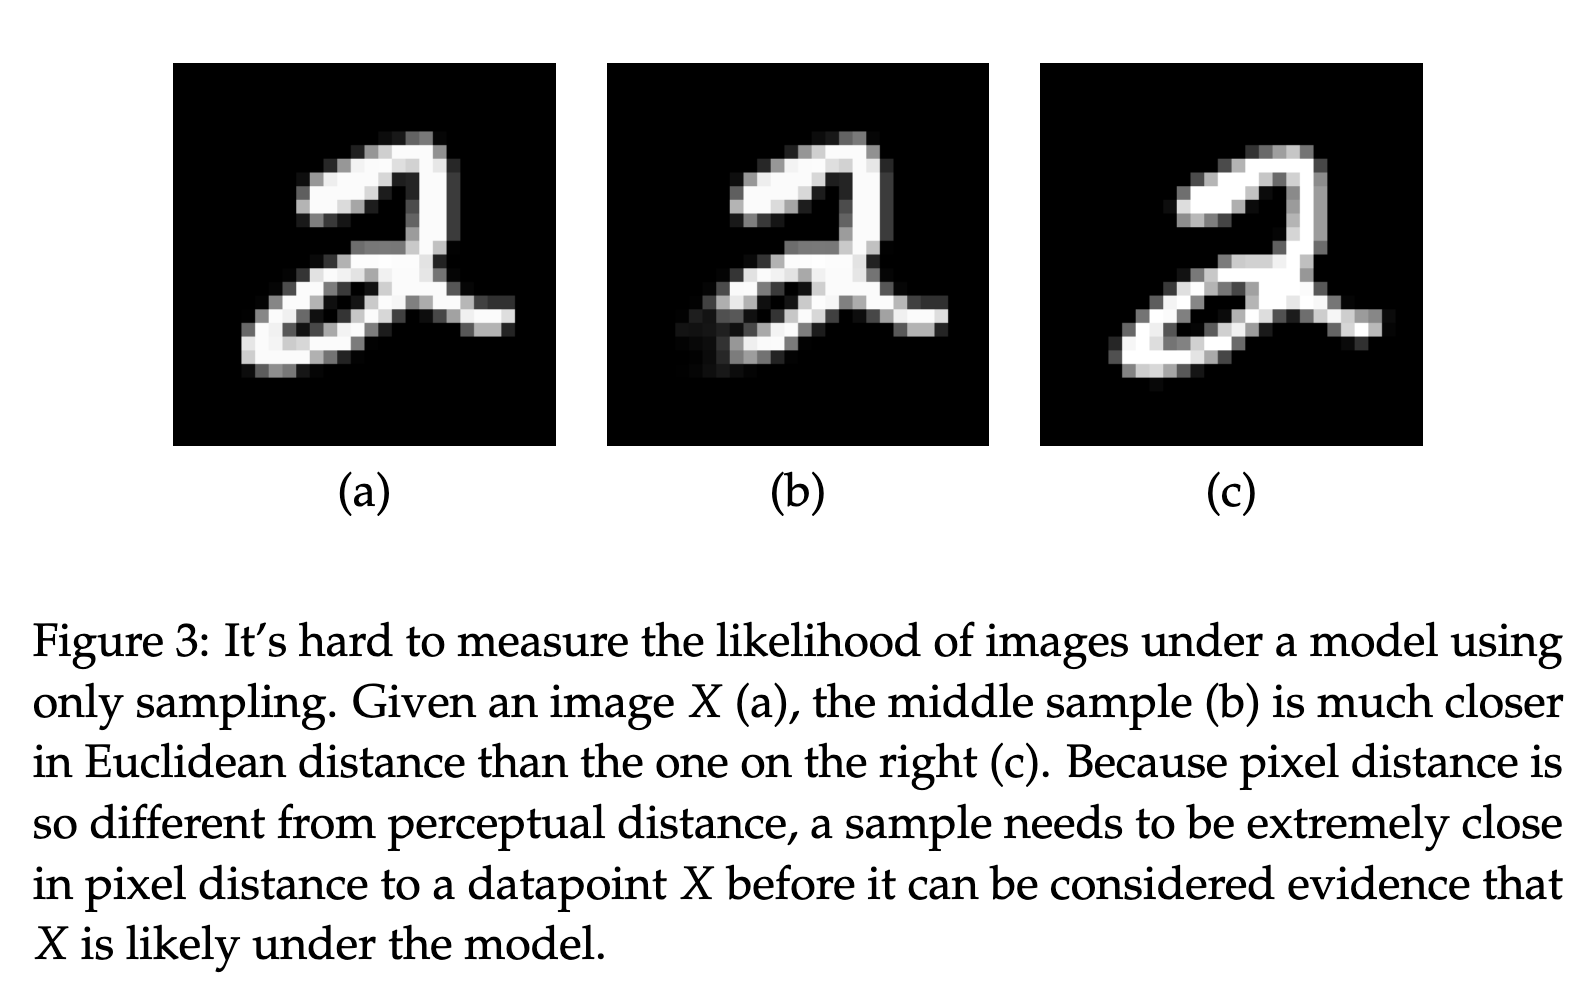 (a) (b) (c)
Figure 3: It’s hard to measure the likelihood of images under a model using
only sampling. Given an image X (a), the middle sample (b) is much closer
in Euclidean distance than the one on the right (c). Because pixel distance is
so different from perceptual distance, a sample needs to be extremely close
in pixel distance to a datapoint X before it can be considered evidence that
X is likely under the model.